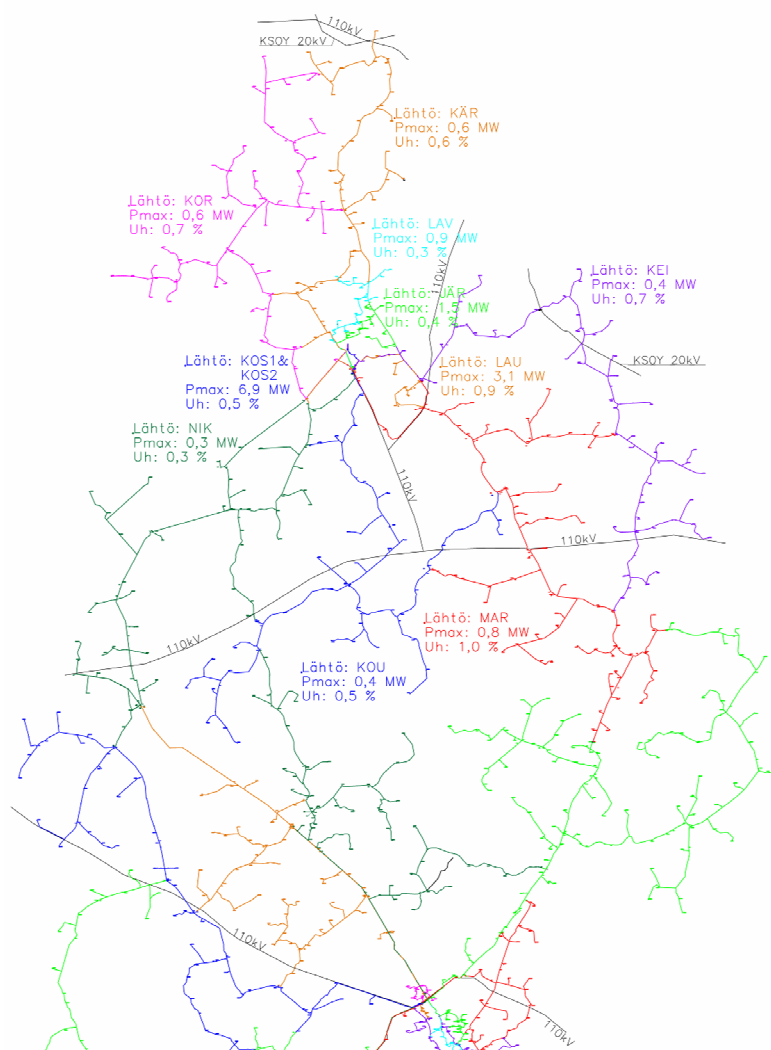 110kV
KSOY 20kV
Lähtö: KÄR
Pmax: 0,6 MW
Uh: 0,6 %
Lähtö: KOR
Pmax: 0,6 MW
Uh: 0,7 %
Lähtö: LAV
Pmax: 0,9 MW
Uh: 0,3 %
110kV
Lähtö: KEI
Pmax: 0,4 MW
Uh: 0,7 %
Lähtö: JÄR
Pmax: 1,5 MW
Uh: 0,4 %
Lähtö: KOS1&
KOS2
Pmax: 6,9 MW
Uh: 0,5 %
Lähtö: LAU
Pmax: 3,1 MW
Uh: 0,9 %
KSOY 20kV
Lähtö: NIK
Pmax: 0,3 MW
Uh: 0,3 %
110kV
110kV
110kV
Lähtö: MAR
Pmax: 0,8 MW
Uh: 1,0 %
Lähtö: KOU
Pmax: 0,4 MW
Uh: 0,5 %
110kV
110kV